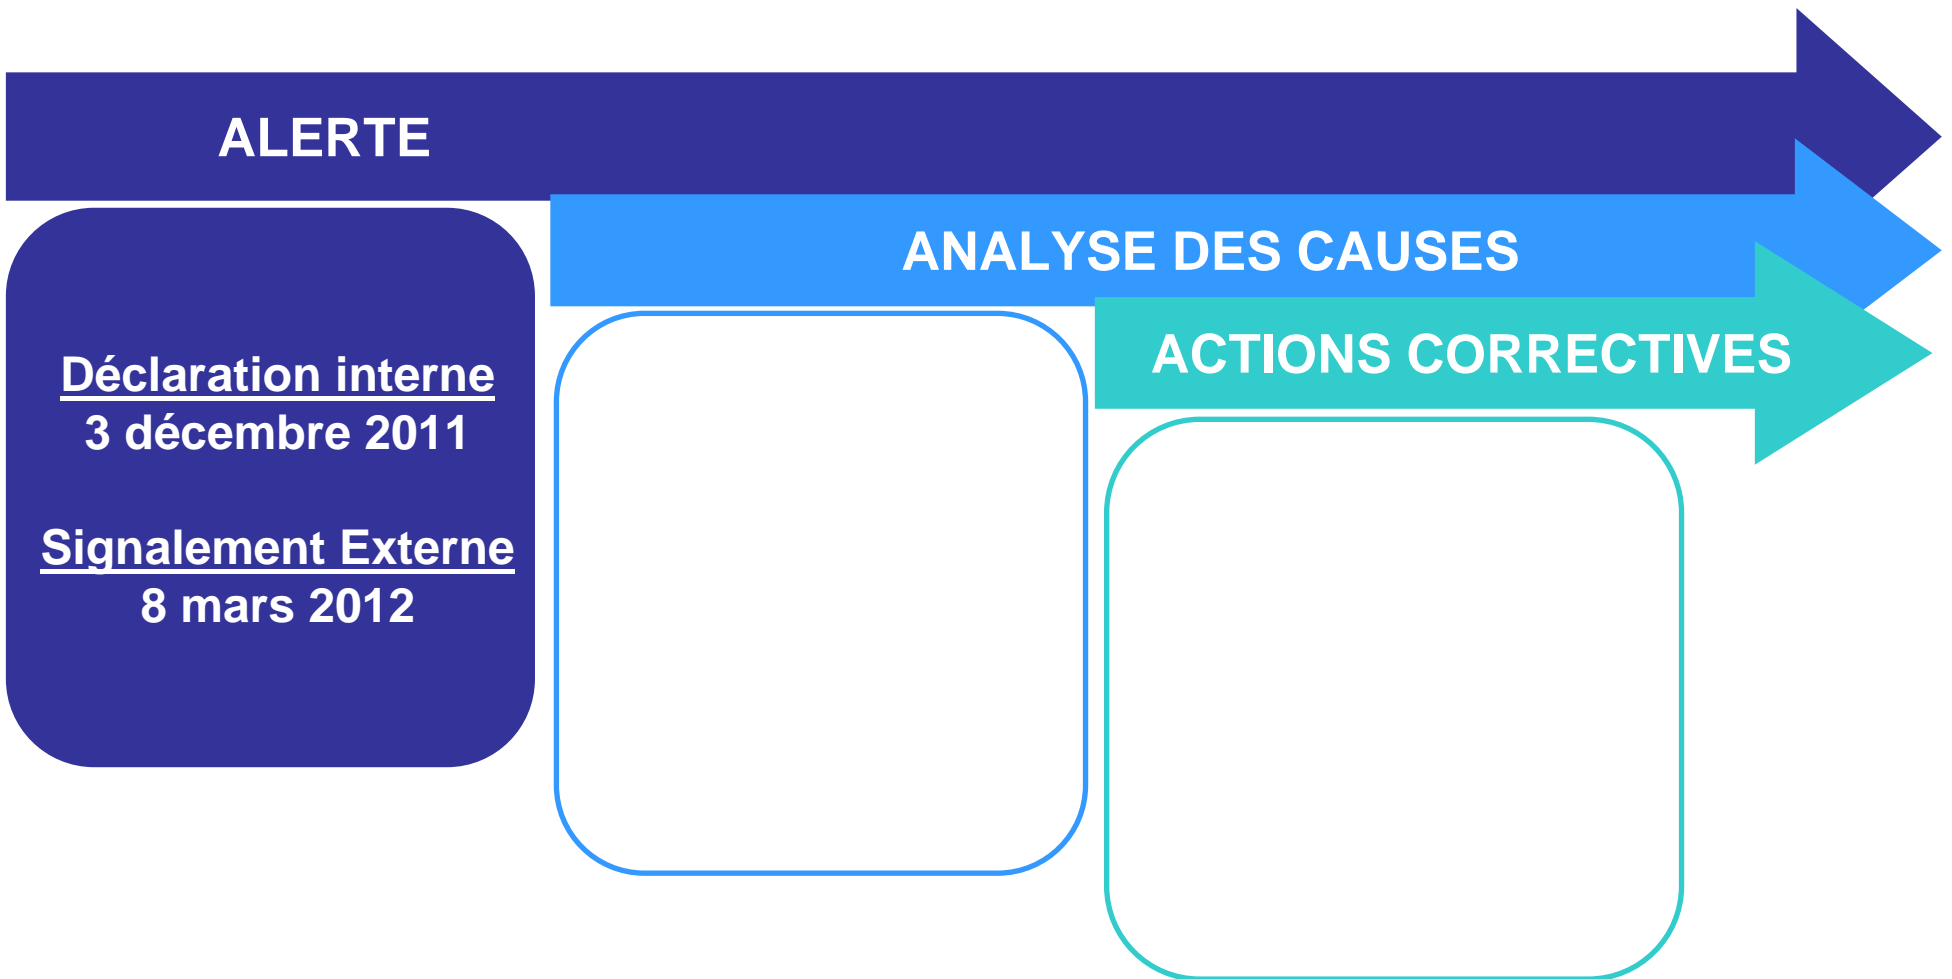 ALERTE
ANALYSE DES CAUSES
ACTIONS CORRECTIVES
Déclaration interne
3 décembre 2011
Signalement Externe
8 mars 2012